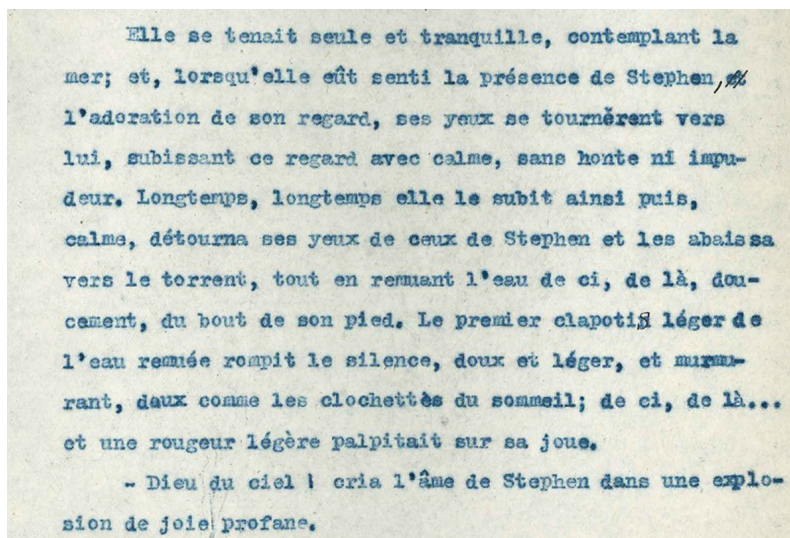 Elle se tenait seule et tranquille, contemplant la
mer; et, lorsqu'elle eût senti la présence de Stephen, et
l'adoration de son regard, ses yeux se tournèrent vers
lui, subissant ce regard avec calme, sans honte ni impu-
deur. Longtemps, longtemps elle le subit ainsi puis,
calme, détourna ses yeux de ceux de Stephen et les abaissa
vers le torrent, tout en remuant l'eau de ci, de là, dou-
cement, du bout de son pied. Le premier clapotis léger de
l'eau remuée rompit le silence, doux et léger, et murmu-
rant, doux comme les clochettès du sommeil; de ci, de là...
et une rougeur légère palpitait sur sa joue.
- Dieu du ciel ! cria l'âme de Stephen dans une explo-
sion de joie profane.